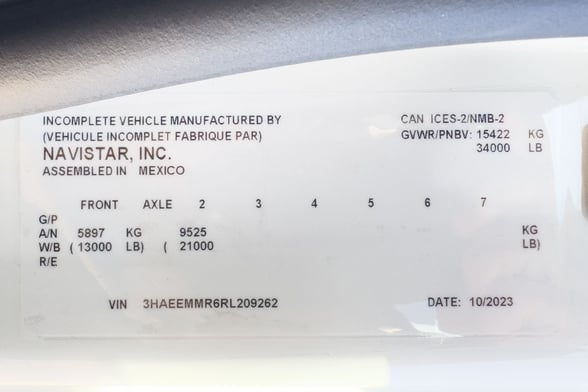 INCOMPLETE VEHICLE MANUFACTURED BY
(VEHICULE INCOMPLET FABRIQUE PAR)
NAVISTAR, INC.
ASSEMBLED IN MEXICO
CAN ICES-2/NMB-2
GVWR/PNBV: 15422 KG
34000 LB
FRONT AXLE 2 3 4 5 6 7
G/P
A/N 5897 KG 9525 KG
W/B ( 13000 LB) ( 21000 LB)
R/E
VIN 3HAEEMMR6RL209262 DATE: 10/2023